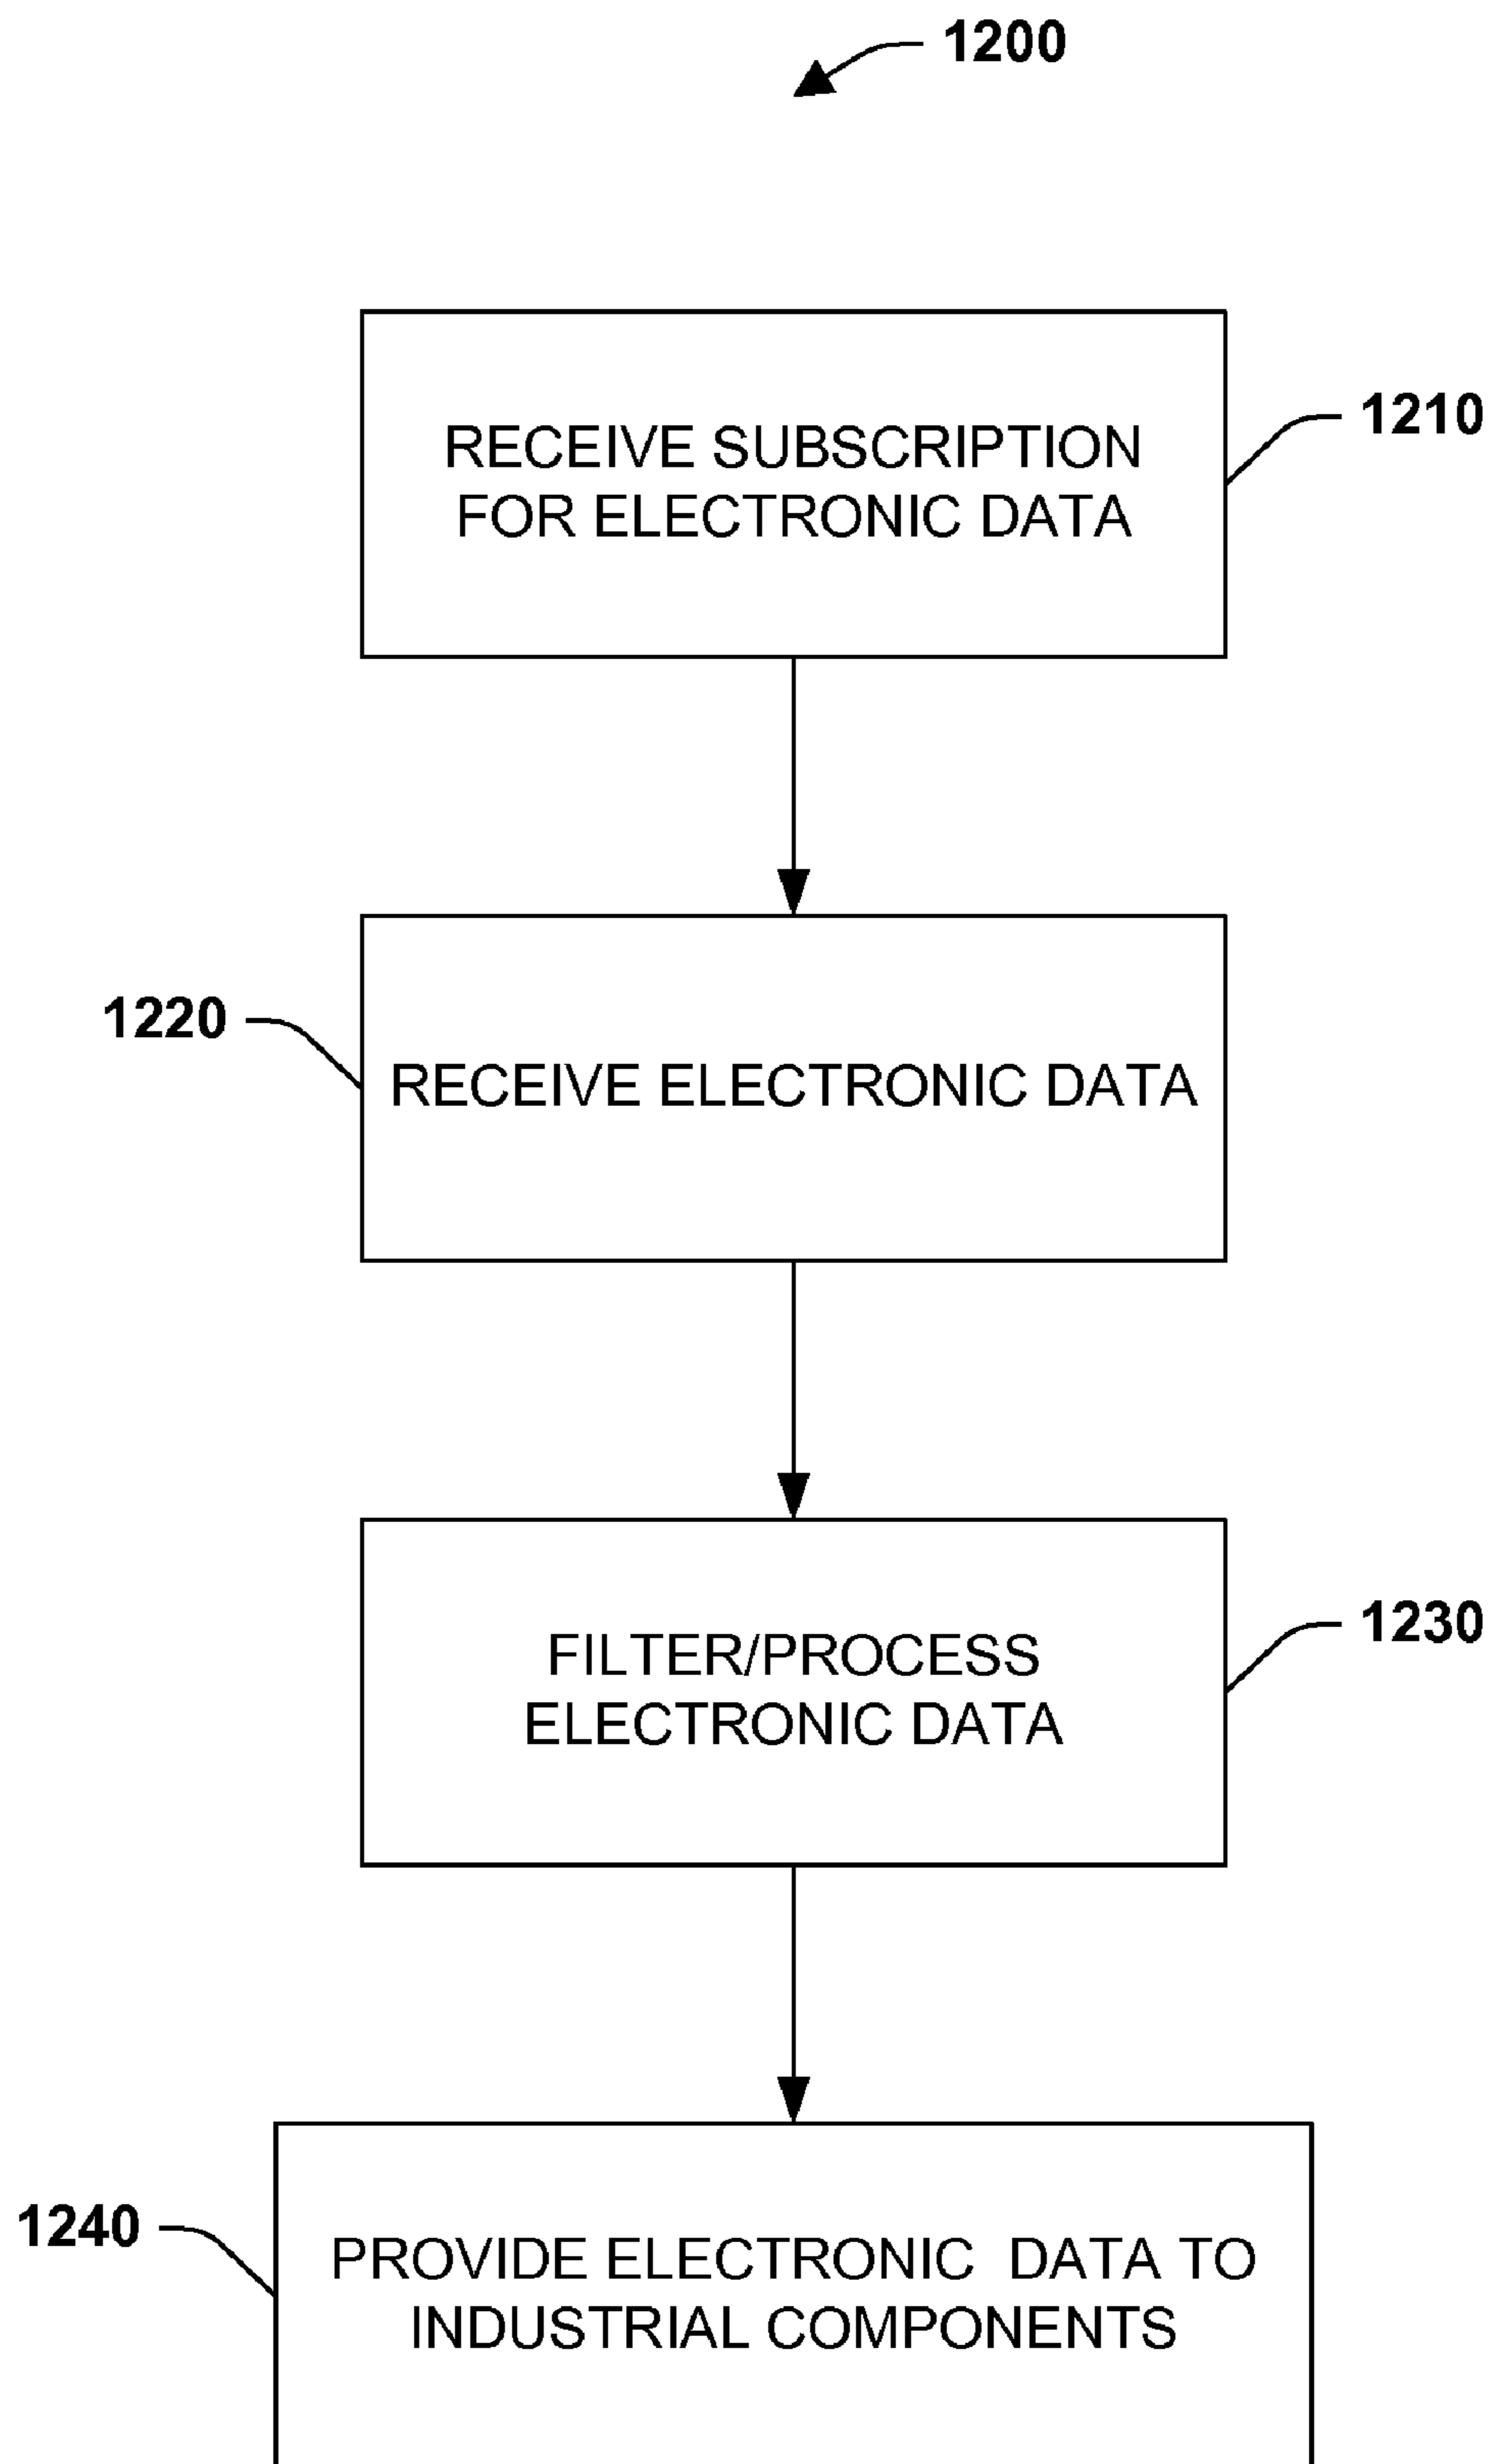 1200
RECEIVE SUBSCRIPTION
FOR ELECTRONIC DATA
1210
1220
RECEIVE ELECTRONIC DATA
FILTER/PROCESS
ELECTRONIC DATA
1230
1240
PROVIDE ELECTRONIC DATA TO
INDUSTRIAL COMPONENTS